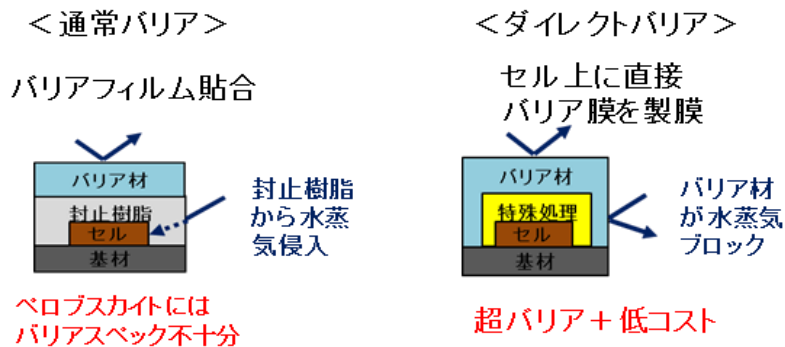 ＜通常バリア＞
バリアフィルム貼合
バリア材
封止樹脂
セル
基材
封止樹脂
から水蒸
気侵入
ペロブスカイトには
バリアスペック不十分
＜ダイレクトバリア＞
セル上に直接
バリア膜を製膜
バリア材
特殊処理
セル
基材
バリア材
が水蒸気
ブロック
超バリア＋低コスト